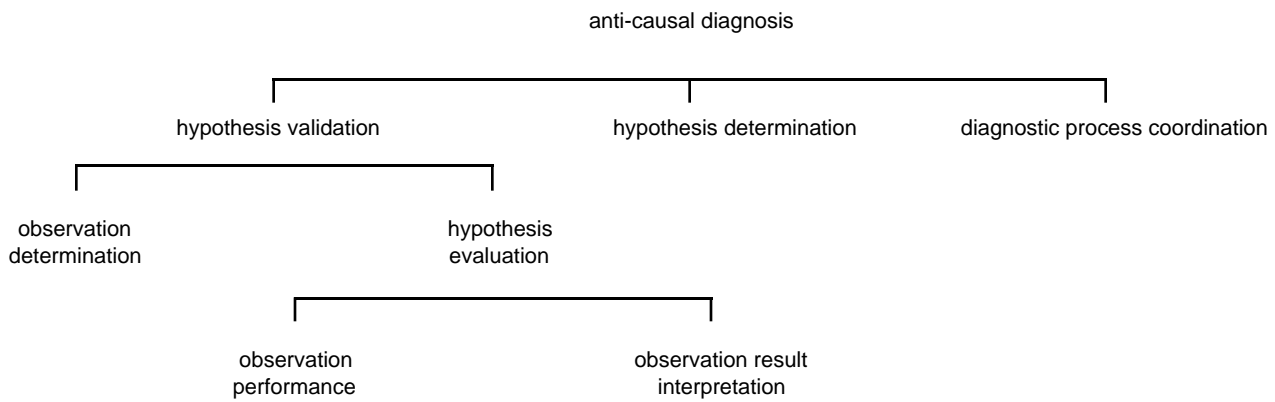 anti-causal diagnosis
hypothesis validation
hypothesis determination
diagnostic process coordination
observation
determination
hypothesis
evaluation
observation
performance
observation result
interpretation